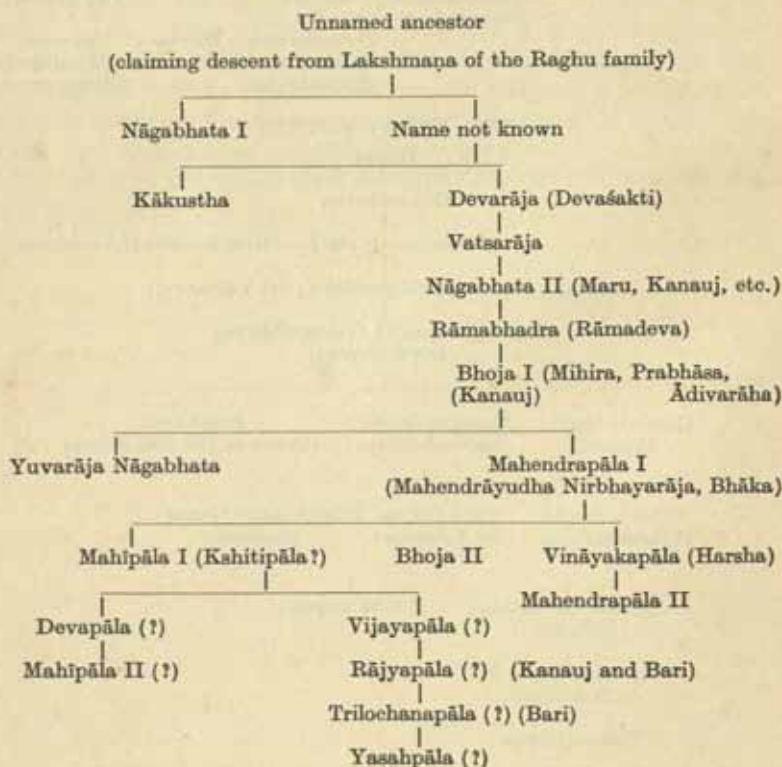 Unnamed ancestor
(claiming descent from Lakshmaṇa of the Raghu family)
Nāgabhata I Name not known
Kākustha Devarāja (Devaśakti)
Vatsarāja
Nāgabhata II (Maru, Kanauj, etc.)
Rāmabhadra (Rāmadeva)
Bhoja I (Mihira, Prabhāsa,
(Kanauj) Ādivarāha)
Yuvarāja Nāgabhata Mahendrapāla I
(Mahendrāyudha Nirbhayarāja, Bhāka)
Mahīpāla I (Kahitipāla?) Bhoja II Vināyakapāla (Harsha)
Mahendrapāla II
Devapāla (?) Vijayapāla (?)
Mahīpāla II (?) Rājyapāla (?) (Kanauj and Bari)
Trilochanapāla (?) (Bari)
Yasahpāla (?)